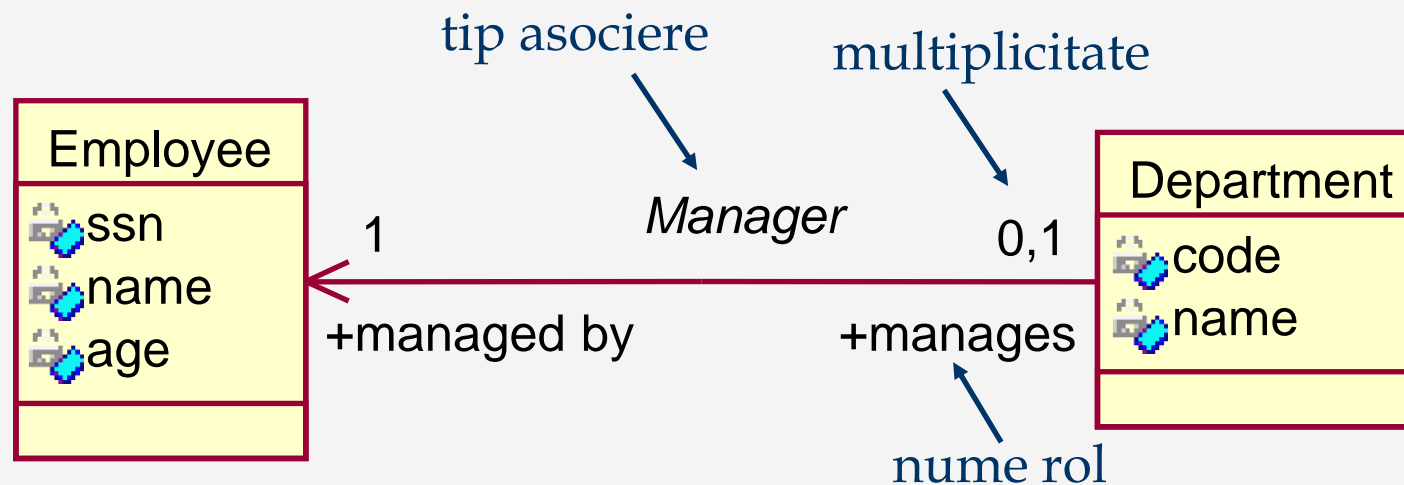 tip asociere
multiplicitate
Employee
ssn
name
age
1
Manager
0,1
+managed by
+manages
Department
code
name
nume rol